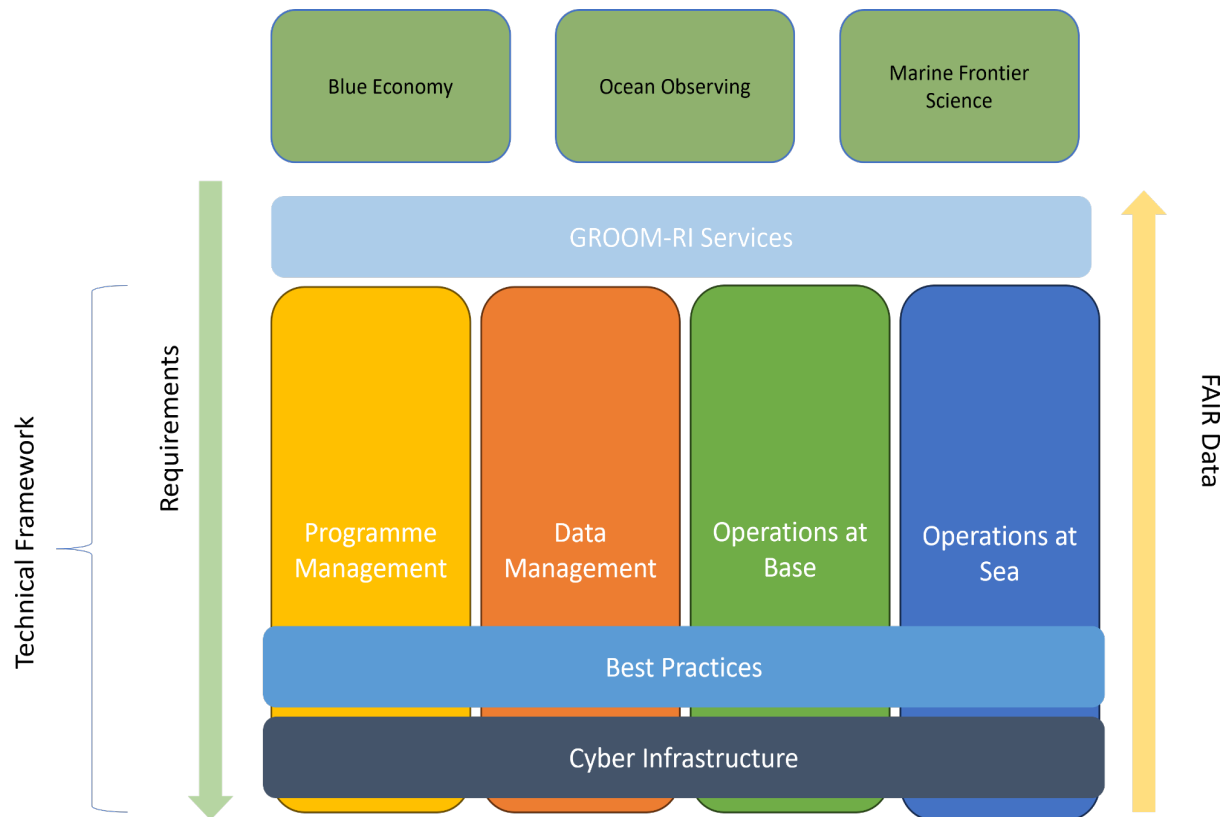 Blue Economy
Ocean Observing
Marine Frontier
Science
GROOM-RI Services
Technical Framework
Requirements
Programme
Management
Data
Management
Operations at
Base
Operations at
Sea
FAIR Data
Best Practices
Cyber Infrastructure